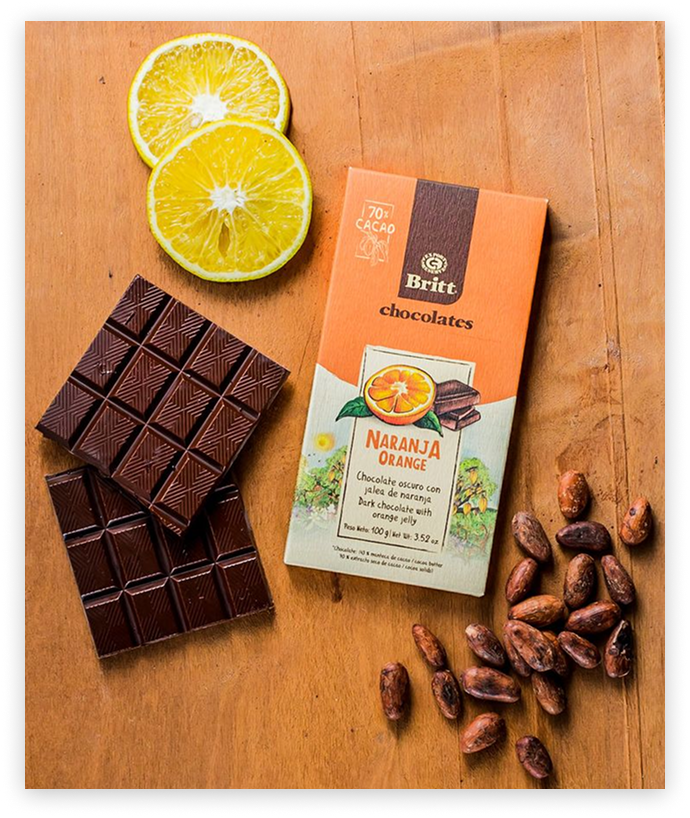 70%
CACAO
Britt
chocolates
NARANJA
ORANGE
Chocolate oscuro con
jalea de naranja
Dark chocolate with
orange jelly
Peso Neto: 100 g | Net Wt: 3.52 oz.